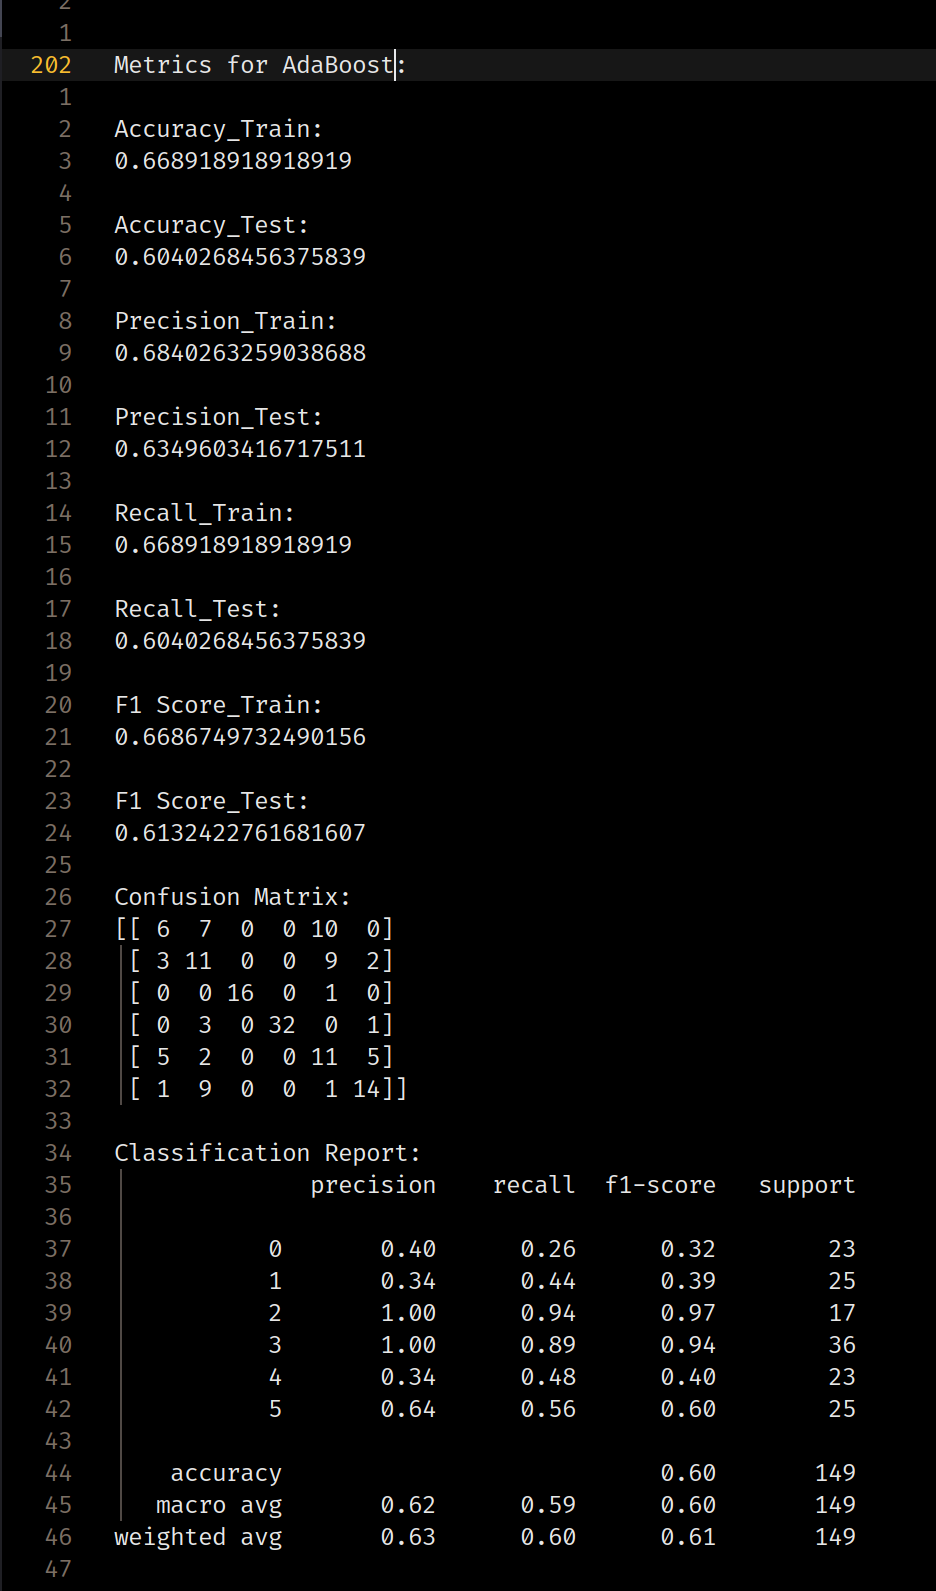 2
1
202 Metrics for AdaBoost:
1
2 Accuracy_Train:
3 0.668918918918919
4
5 Accuracy_Test:
6 0.6040268456375839
7
8 Precision_Train:
9 0.6840263259038688
10
11 Precision_Test:
12 0.6349603416717511
13
14 Recall_Train:
15 0.668918918918919
16
17 Recall_Test:
18 0.6040268456375839
19
20 F1 Score_Train:
21 0.6686749732490156
22
23 F1 Score_Test:
24 0.6132422761681607
25
26 Confusion Matrix:
27 [[ 6  7  0  0 10  0]
28  [ 3 11  0  0  9  2]
29  [ 0  0 16  0  1  0]
30  [ 0  3  0 32  0  1]
31  [ 5  2  0  0 11  5]
32  [ 1  9  0  0  1 14]]
33
34 Classification Report:
35               precision    recall  f1-score   support
36
37            0       0.40      0.26      0.32        23
38            1       0.34      0.44      0.39        25
39            2       1.00      0.94      0.97        17
40            3       1.00      0.89      0.94        36
41            4       0.34      0.48      0.40        23
42            5       0.64      0.56      0.60        25
43
44     accuracy                           0.60       149
45    macro avg       0.62      0.59      0.60       149
46 weighted avg       0.63      0.60      0.61       149
47